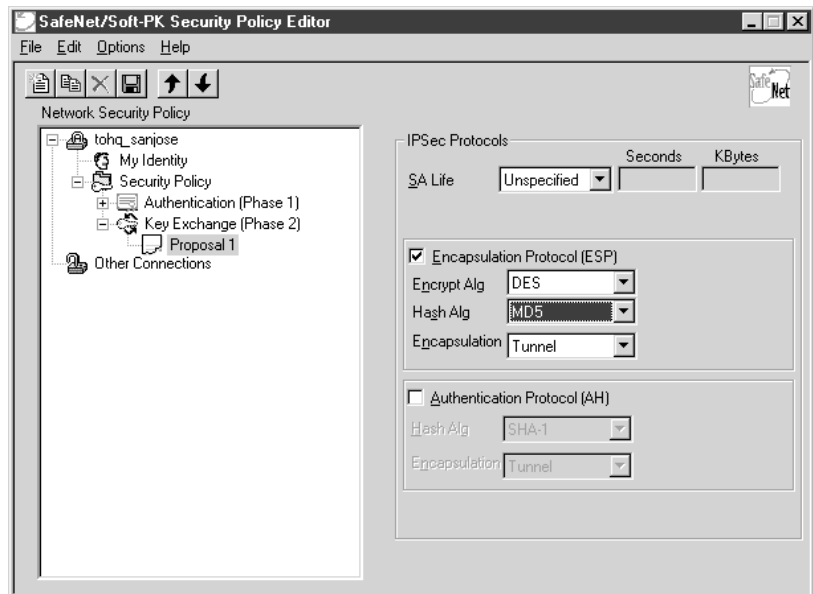 SafeNet/Soft-PK Security Policy Editor
File Edit Options Help
Safe Net
Network Security Policy
tohq_sanjose
My Identity
Security Policy
Authentication (Phase 1)
Key Exchange (Phase 2)
Proposal 1
Other Connections
IPSec Protocols
Seconds KBytes
SA Life Unspecified
Encapsulation Protocol (ESP)
Encrypt Alg DES
Hash Alg MD5
Encapsulation Tunnel
Authentication Protocol (AH)
Hash Alg SHA-1
Encapsulation Tunnel